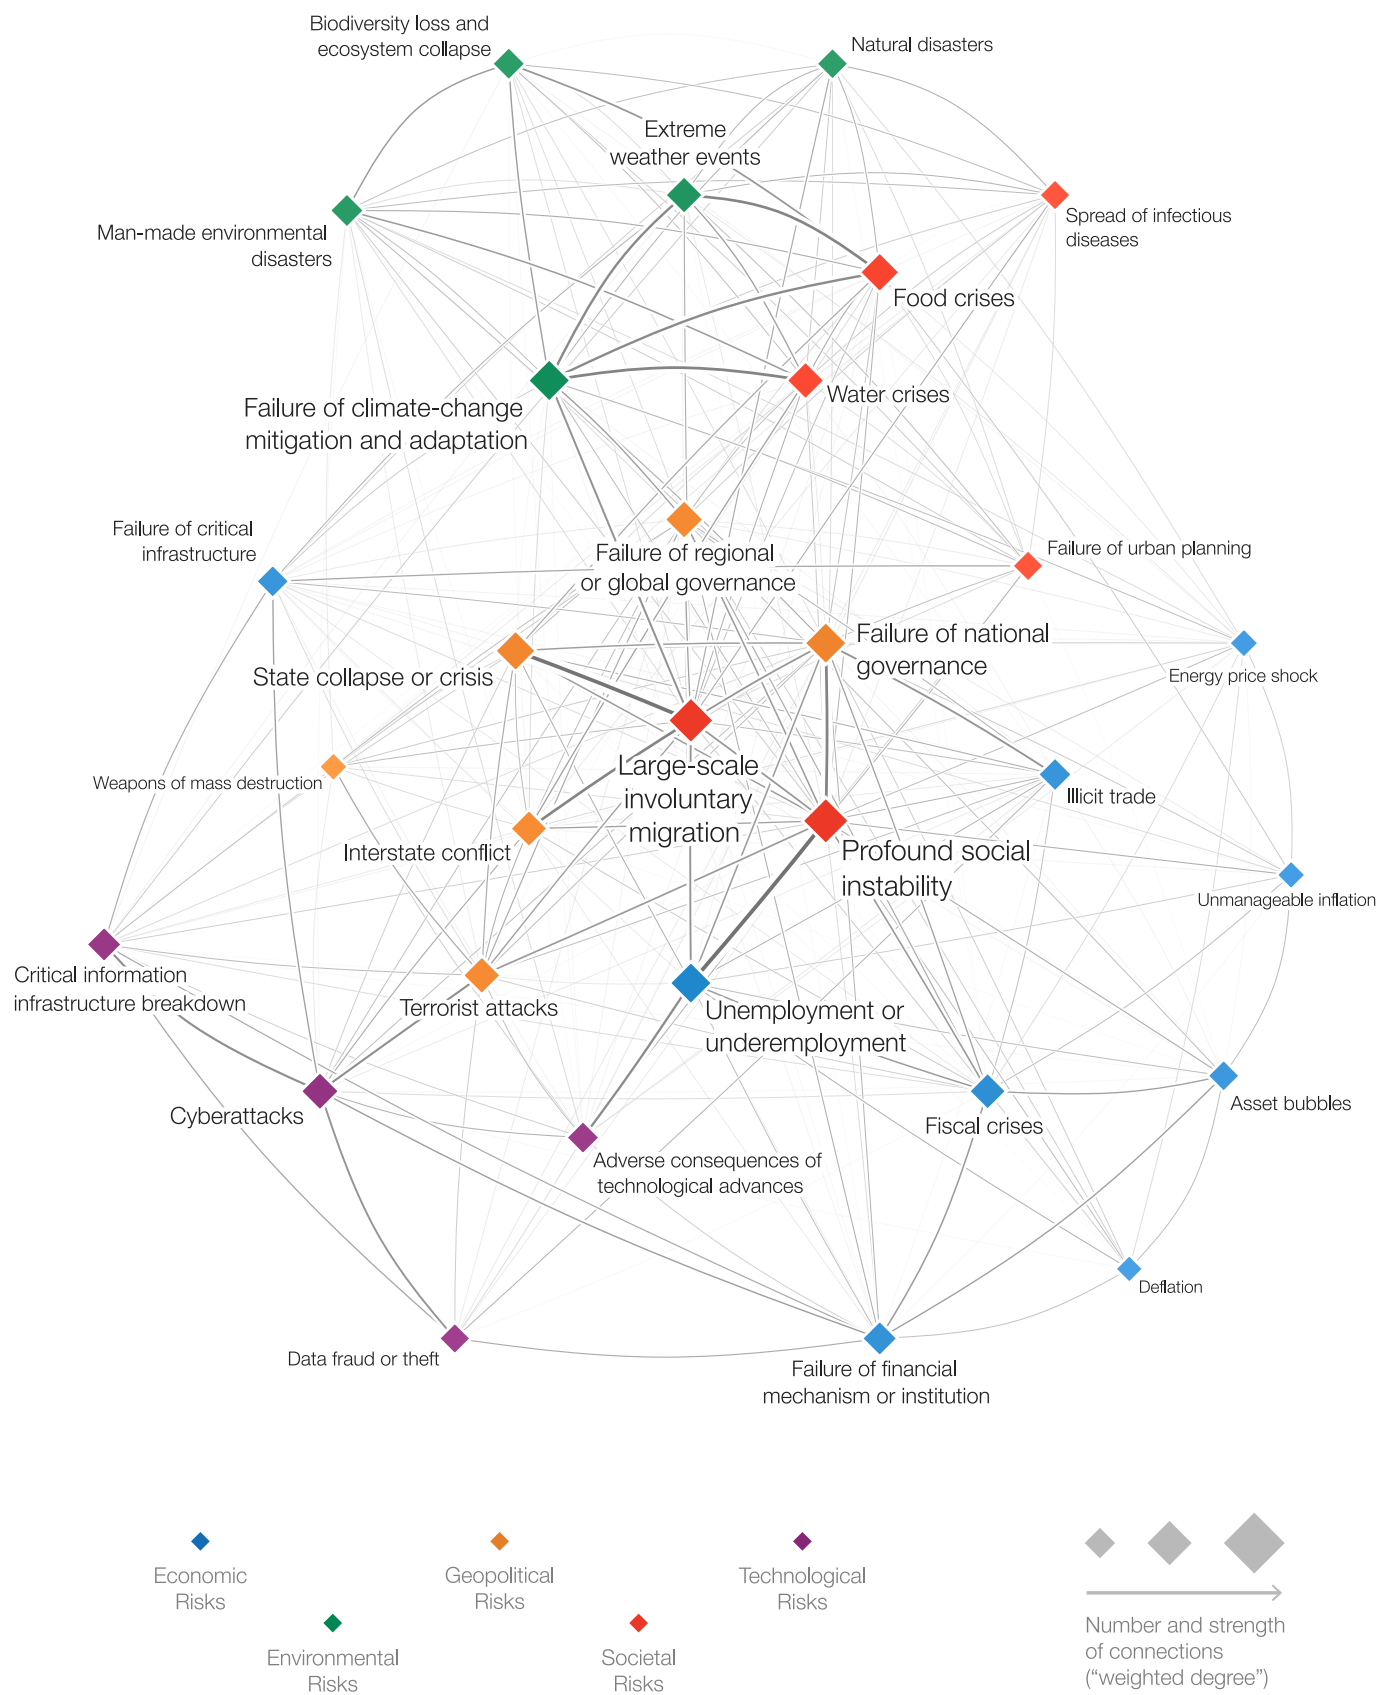 Biodiversity loss and
ecosystem collapse
Natural disasters
Extreme
weather events
Man-made environmental
disasters
Spread of infectious
diseases
Food crises
Water crises
Failure of climate-change
mitigation and adaptation
Failure of critical
infrastructure
Failure of regional
or global governance
Failure of urban planning
State collapse or crisis
Failure of national
governance
Energy price shock
Weapons of mass destruction
Large-scale
involuntary
migration
Illicit trade
Interstate conflict
Profound social
instability
Unmanageable inflation
Critical information
infrastructure breakdown
Terrorist attacks
Unemployment or
underemployment
Cyberattacks
Fiscal crises
Asset bubbles
Adverse consequences of
technological advances
Deflation
Data fraud or theft
Failure of financial
mechanism or institution
Economic
Risks
Geopolitical
Risks
Technological
Risks
Environmental
Risks
Societal
Risks
Number and strength
of connections
(“weighted degree”)